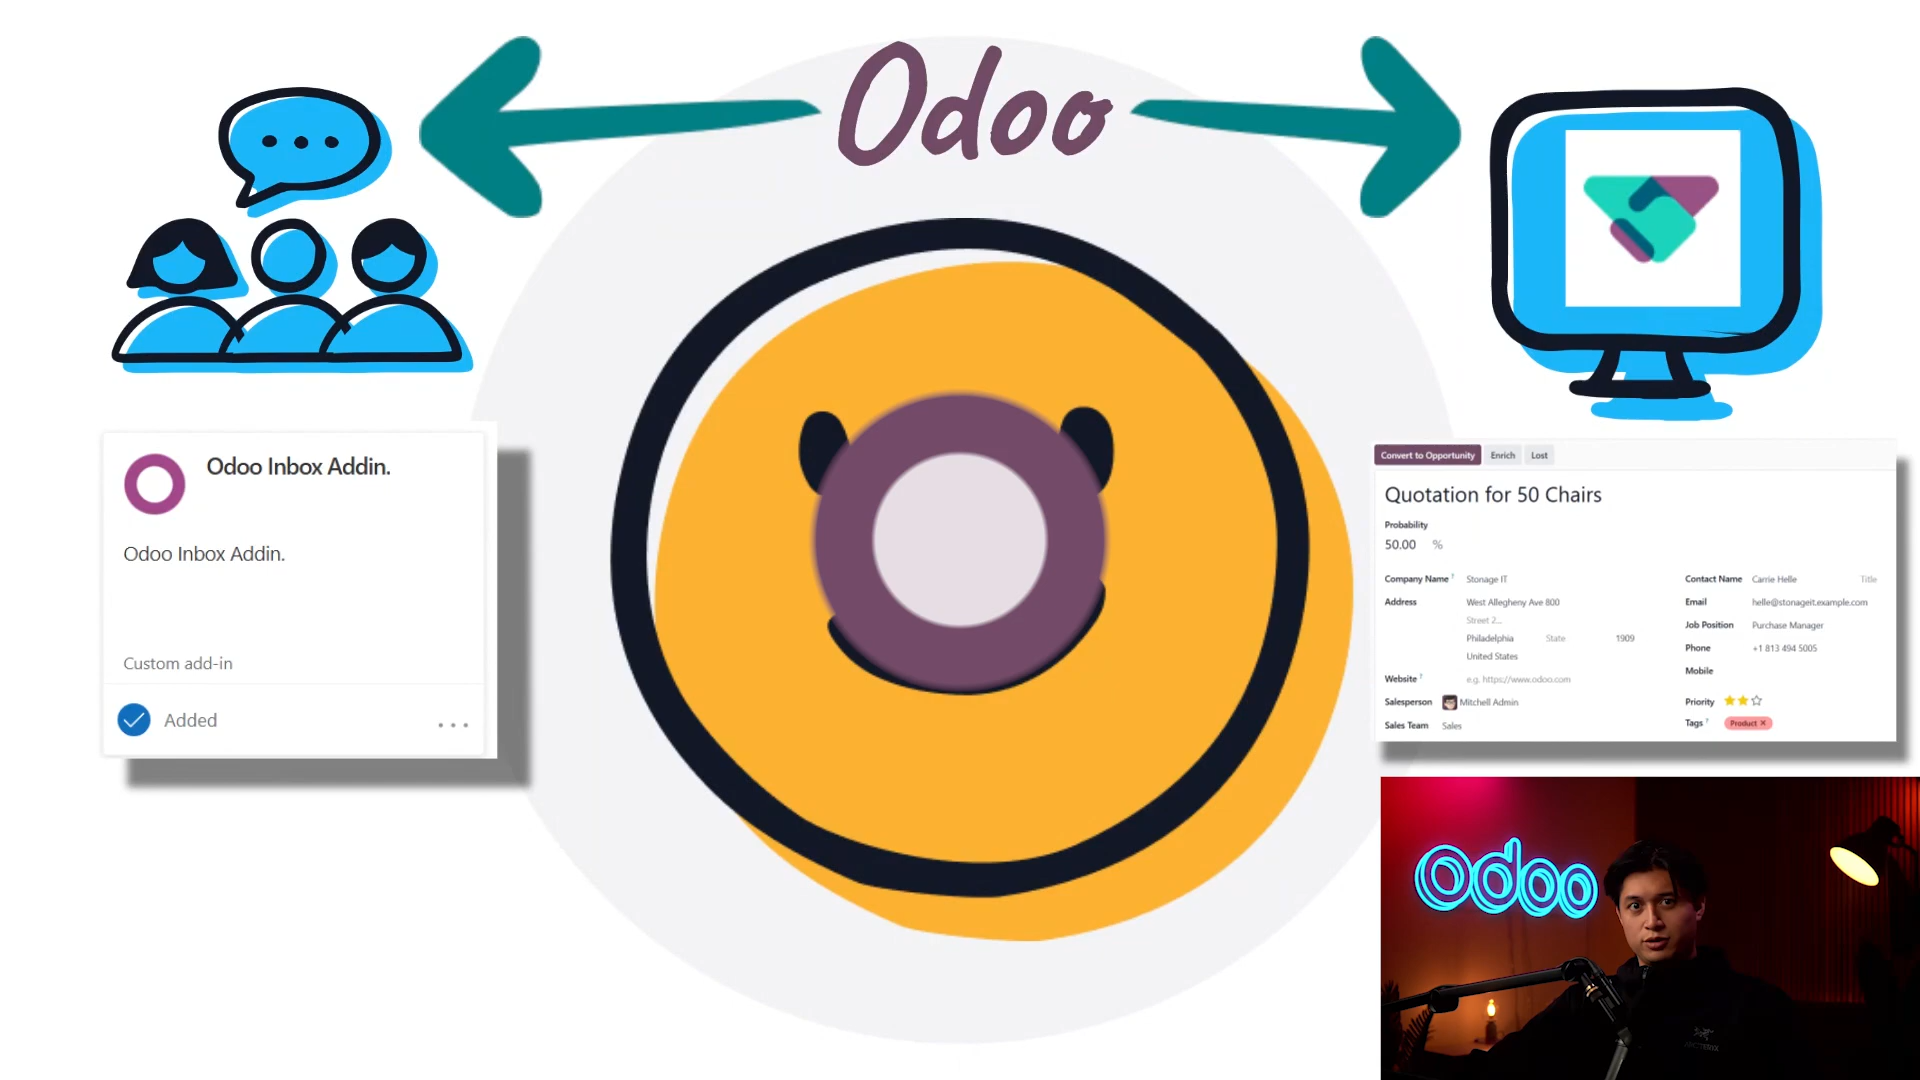 Odoo
Odoo Inbox Addin.
Odoo Inbox Addin.
Custom add-in
Added
Convert to Opportunity Enrich Lost
Quotation for 50 Chairs
Probability
50.00 %
Company Name ? Stonage IT
Address West Allegheny Ave 800
Street 2...
Philadelphia State 1909
United States
Website ? e.g. https://www.odoo.com
Salesperson Mitchell Admin
Sales Team Sales
Contact Name Carrie Helle Title
Email helle@stonageit.example.com
Job Position Purchase Manager
Phone +1 813 494 5005
Mobile
Priority
Tags ? Product ×
odoo